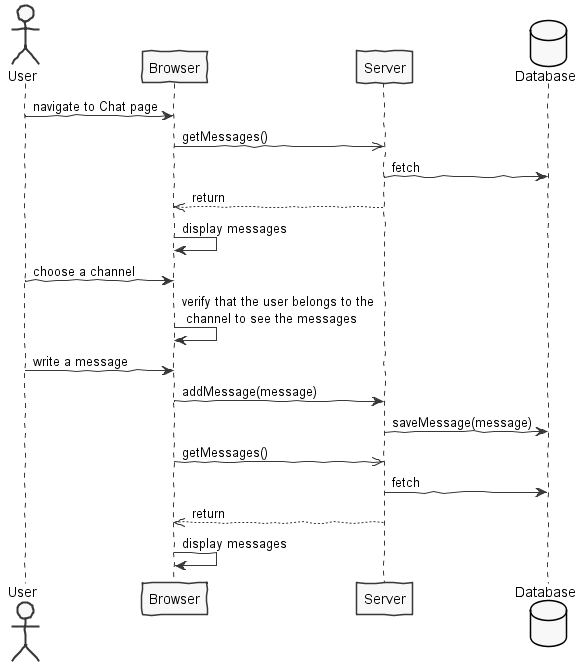 User
Browser
Server
Database
navigate to Chat page
getMessages()
fetch
return
display messages
choose a channel
verify that the user belongs to the
channel to see the messages
write a message
addMessage(message)
saveMessage(message)
getMessages()
fetch
return
display messages
User
Browser
Server
Database